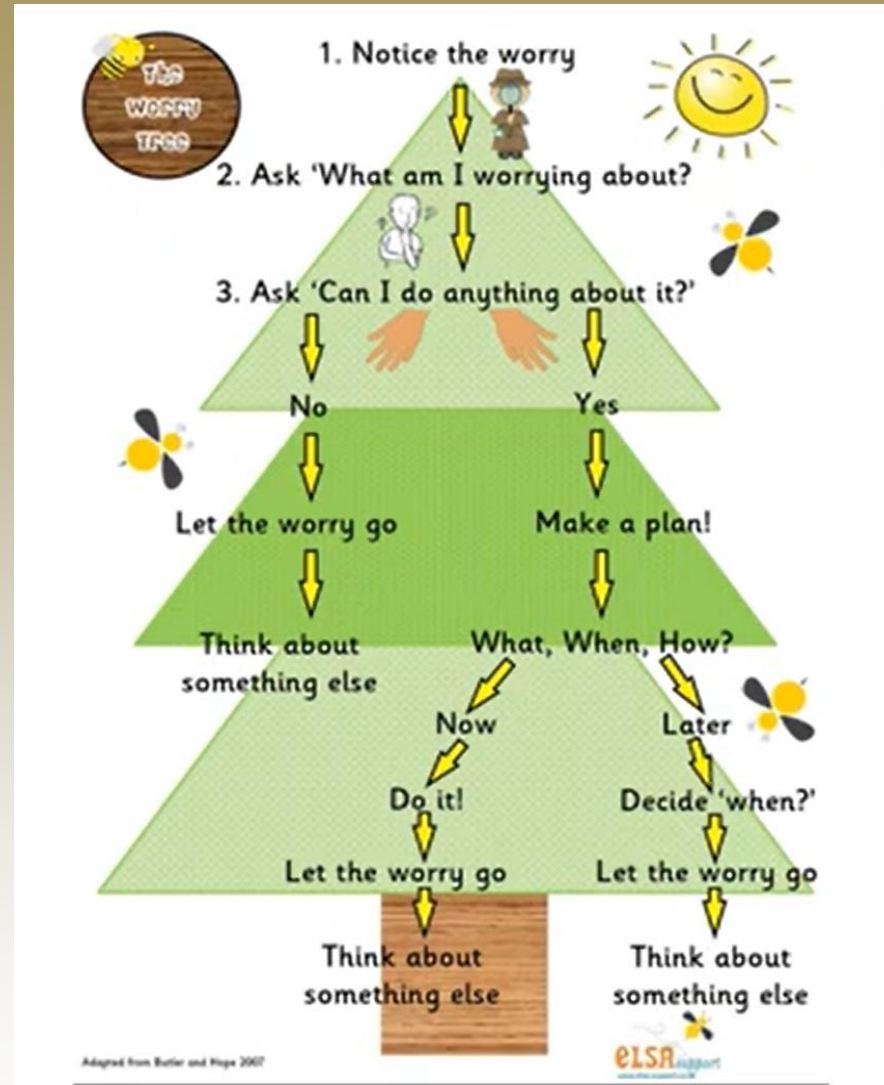 The
Worry
Tree
1. Notice the worry
2. Ask ‘What am I worrying about?
3. Ask ‘Can I do anything about it?’
No
Yes
Let the worry go
Make a plan!
Think about
something else
What, When, How?
Now
Later
Do it!
Decide ‘when?’
Let the worry go
Let the worry go
Think about
something else
Think about
something else
Adapted from Butler and Hope 2007
eLSA support